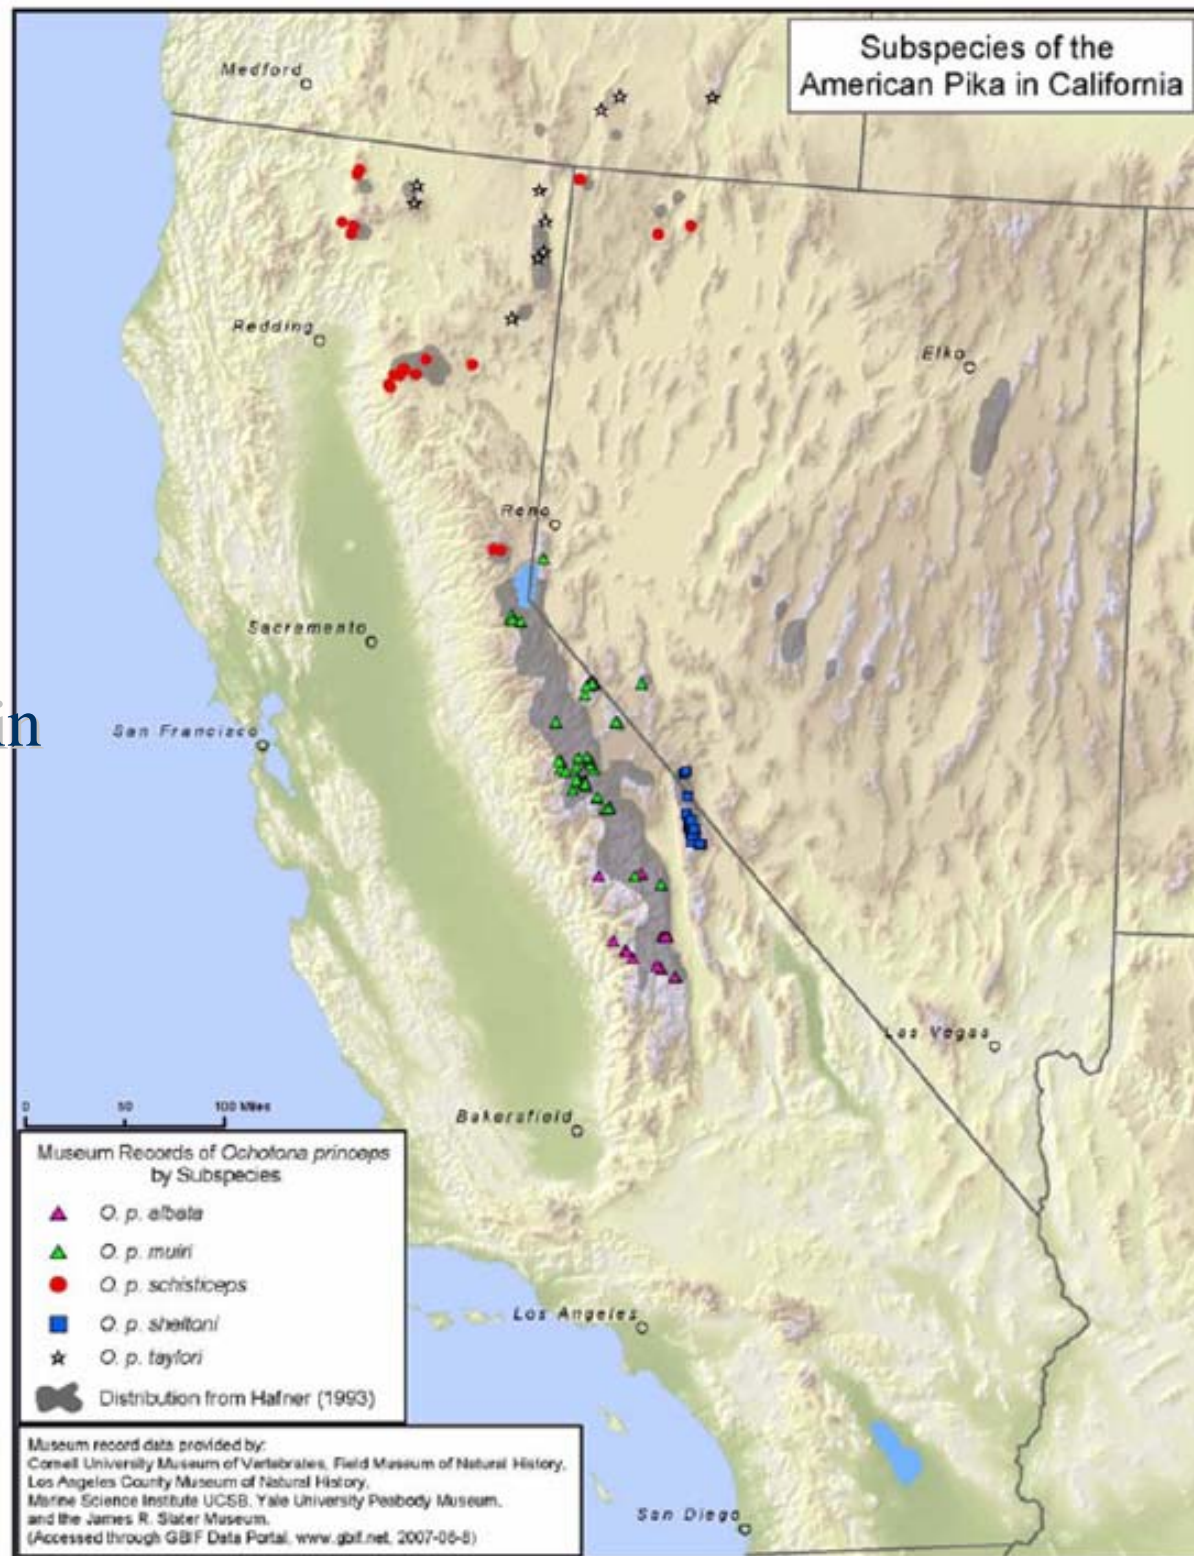 Subspecies of the
American Pika in California
Medford
Redding
Elko
Reno
Sacramento
in
San Francisco
Las Vegas
0 50 100 Miles
Bakersfield
Museum Records of Ochotona princeps
by Subspecies
O. p. albata
O. p. muiri
O. p. schisticeps
O. p. sheltoni
O. p. taylori
Distribution from Hafner (1993)
Los Angeles
Museum record data provided by:
Cornell University Museum of Vertebrates, Field Museum of Natural History,
Los Angeles County Museum of Natural History,
Marine Science Institute UCSB, Yale University Peabody Museum,
and the James R. Slater Museum.
(Accessed through GBIF Data Portal, www.gbif.net, 2007-06-8)
San Diego